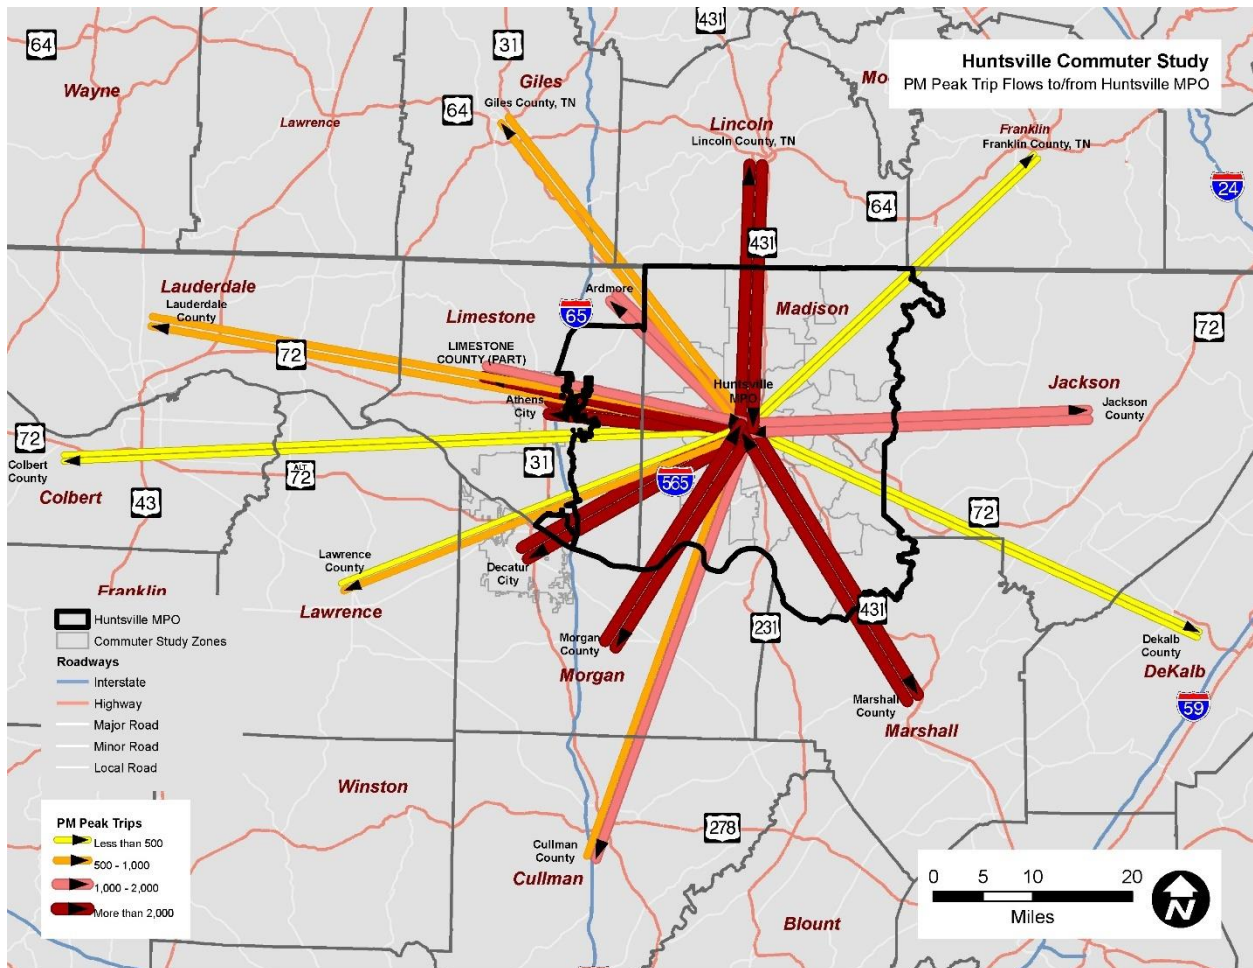 431
64
31
Huntsville Commuter Study
PM Peak Trip Flows to/from Huntsville MPO
Wayne
Giles
Giles County, TN
64
Lawrence
Lincoln
Lincoln County, TN
Franklin
Franklin County, TN
24
64
431
Lauderdale
Lauderdale
County
Ardmore
65
Limestone
Madison
72
72
LIMESTONE
COUNTY (PART)
Huntsville
MPO
Jackson
Jackson
County
Athens
City
72
Colbert
County
Colbert
ALT
72
43
31
565
72
Lawrence
County
Lawrence
Decatur
City
Franklin
431
231
Morgan
County
Morgan
Dekalb
County
DeKalb
Marshall
County
Marshall
59
Huntsville MPO
Commuter Study Zones
Roadways
Interstate
Highway
Major Road
Minor Road
Local Road
Winston
PM Peak Trips
Less than 500
500 - 1,000
1,000 - 2,000
More than 2,000
278
Cullman
County
Cullman
Blount
0 5 10 20
Miles
N